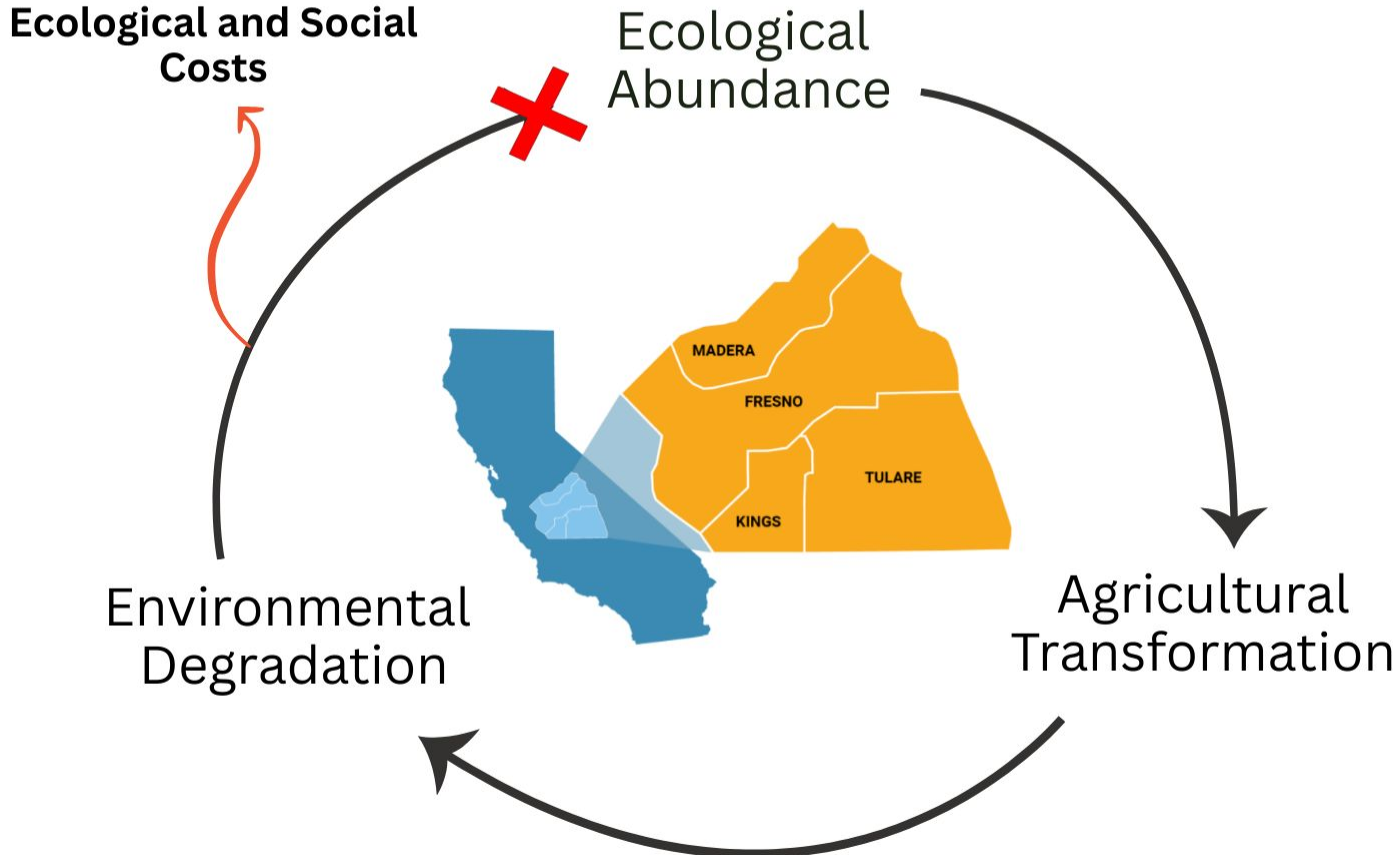 Ecological and Social
Costs
Ecological
Abundance
MADERA
FRESNO
TULARE
KINGS
Agricultural
Transformation
Environmental
Degradation